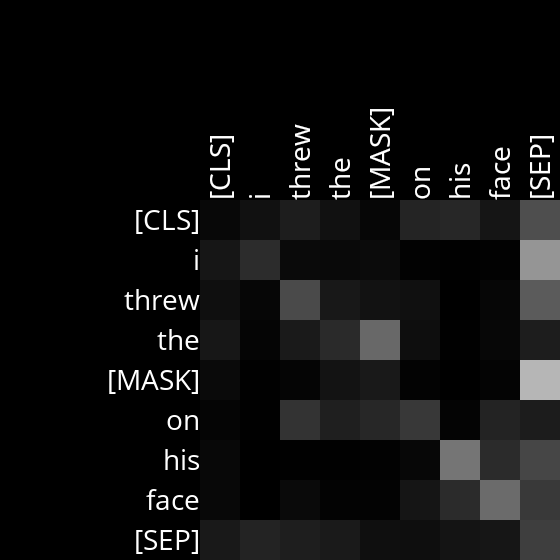 [CLS]
i
threw
the
[MASK]
on
his
face
[SEP]
[CLS]
i
threw
the
[MASK]
on
his
face
[SEP]